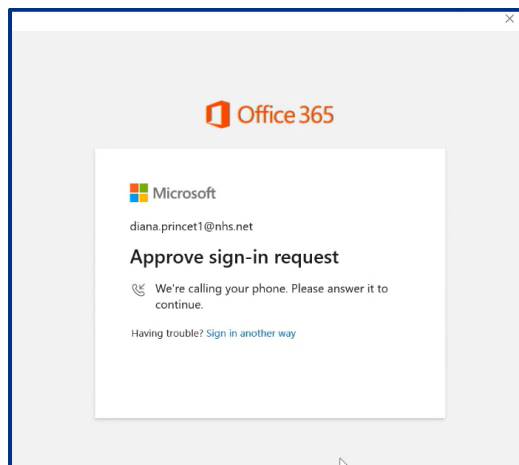 Office 365
Microsoft
diana.princet1@nhs.net
Approve sign-in request
We're calling your phone. Please answer it to
continue.
Having trouble? Sign in another way